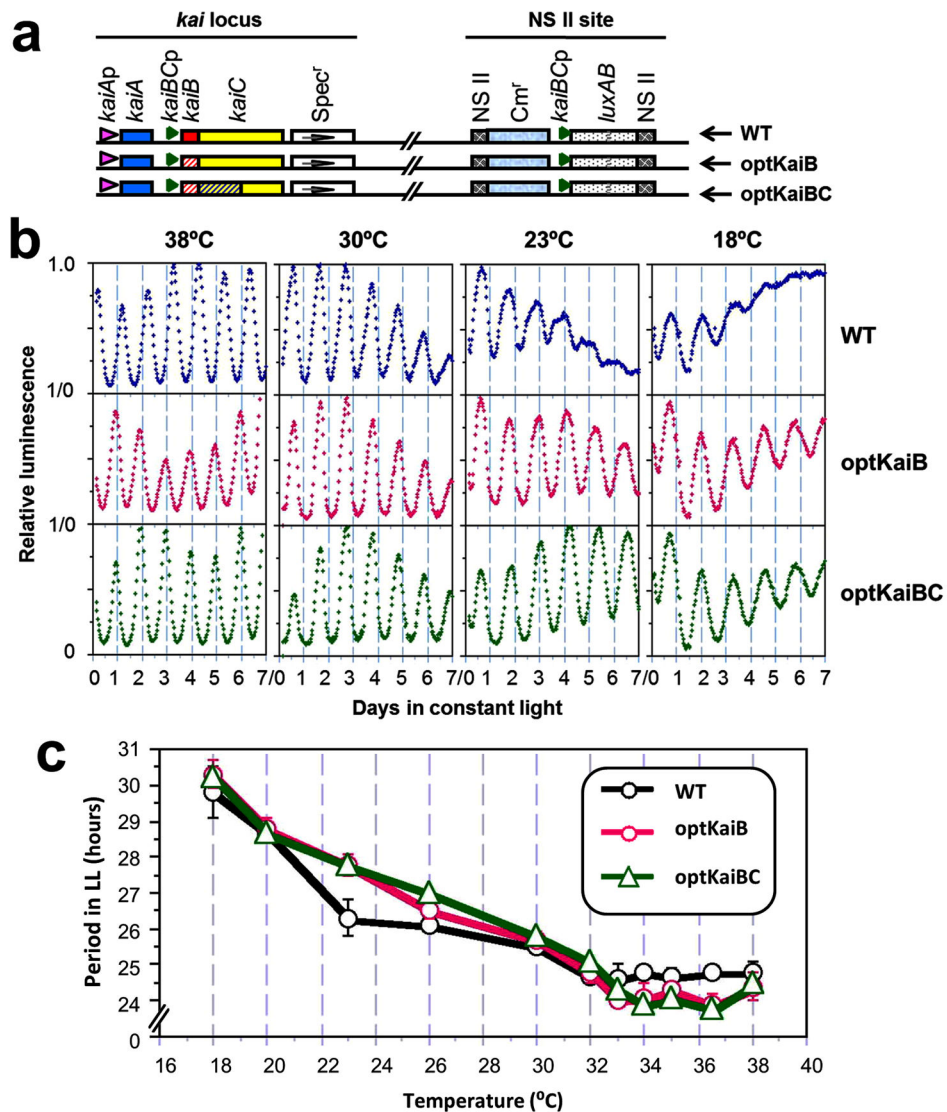 a
kai locus
NS II site
kaiAp
kaiA
kaiBCp
kaiB
kaiC
Specʳ
NS II
Cmʳ
kaiBCp
luxAB
NS II
WT
optKaiB
optKaiBC
b
38ºC 30ºC 23ºC 18ºC
1.0
WT
1/0
optKaiB
1/0
optKaiBC
0
Relative luminescence
0 1 2 3 4 5 6 7/0 1 2 3 4 5 6 7/0 1 2 3 4 5 6 7/0 1 2 3 4 5 6 7
Days in constant light
c
31
30
29
28
27
26
25
24
0
Period in LL (hours)
WT
optKaiB
optKaiBC
16 18 20 22 24 26 28 30 32 34 36 38 40
Temperature (ºC)